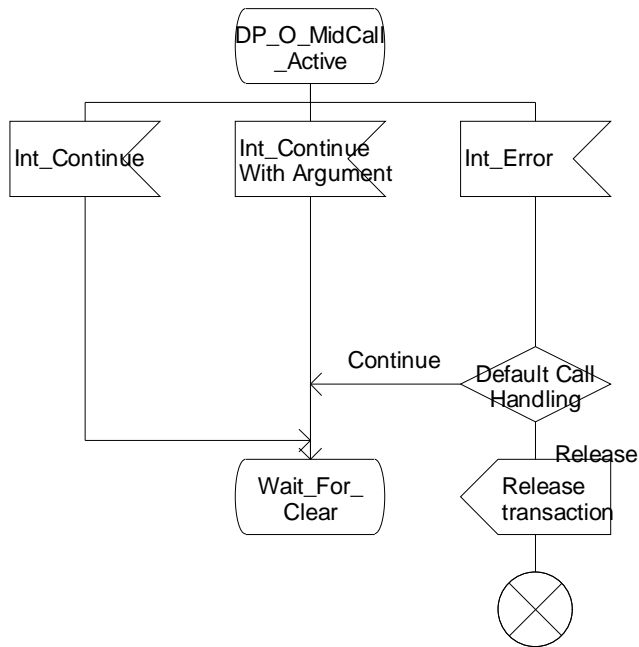 DP_O_MidCall
_Active
Int_Continue
Int_Continue
With Argument
Int_Error
Continue
Default Call
Handling
Release
Wait_For_
Clear
Release
transaction